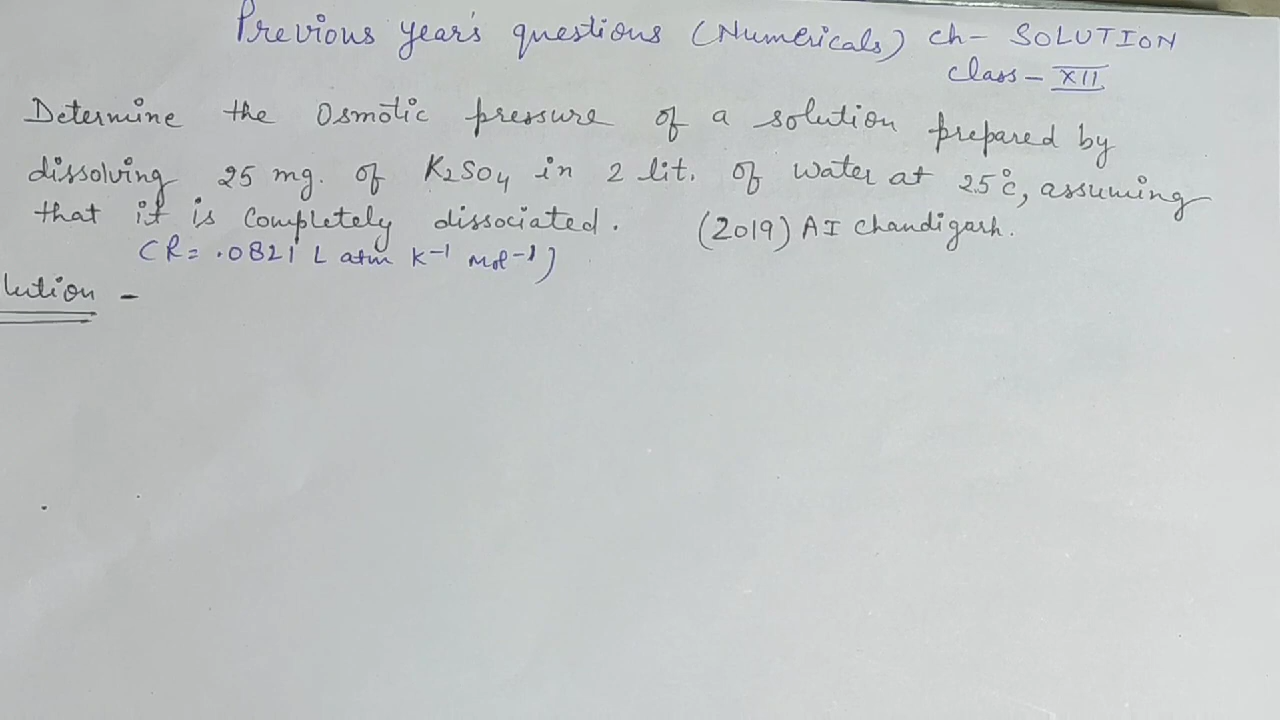 Previous year's questions (Numericals) ch- SOLUTION
class - XII
Determine the Osmotic pressure of a solution prepared by
dissolving 25 mg. of K₂SO₄ in 2 lit. of water at 25°c, assuming
that it is completely dissociated. (2019) AI Chandigarh.
(R= .0821 L atm K⁻¹ mol⁻¹)
lution -